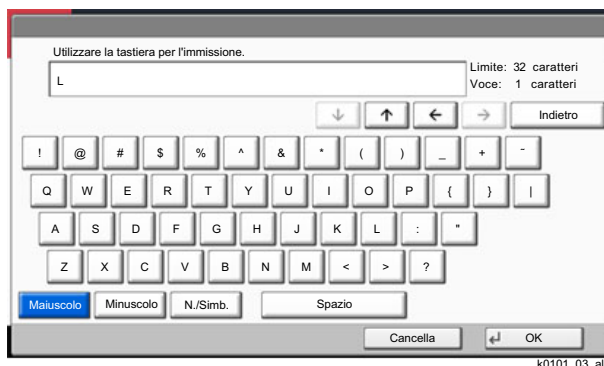 Utilizzare la tastiera per l'immissione.
L
Limite: 32 caratteri
Voce: 1 caratteri
Indietro
! @ # $ % ^ & * ( ) _ + ~
Q W E R T Y U I O P { } |
A S D F G H J K L : "
Z X C V B N M < > ?
Maiuscolo Minuscolo N./Simb. Spazio
Cancella OK
k0101_03_al